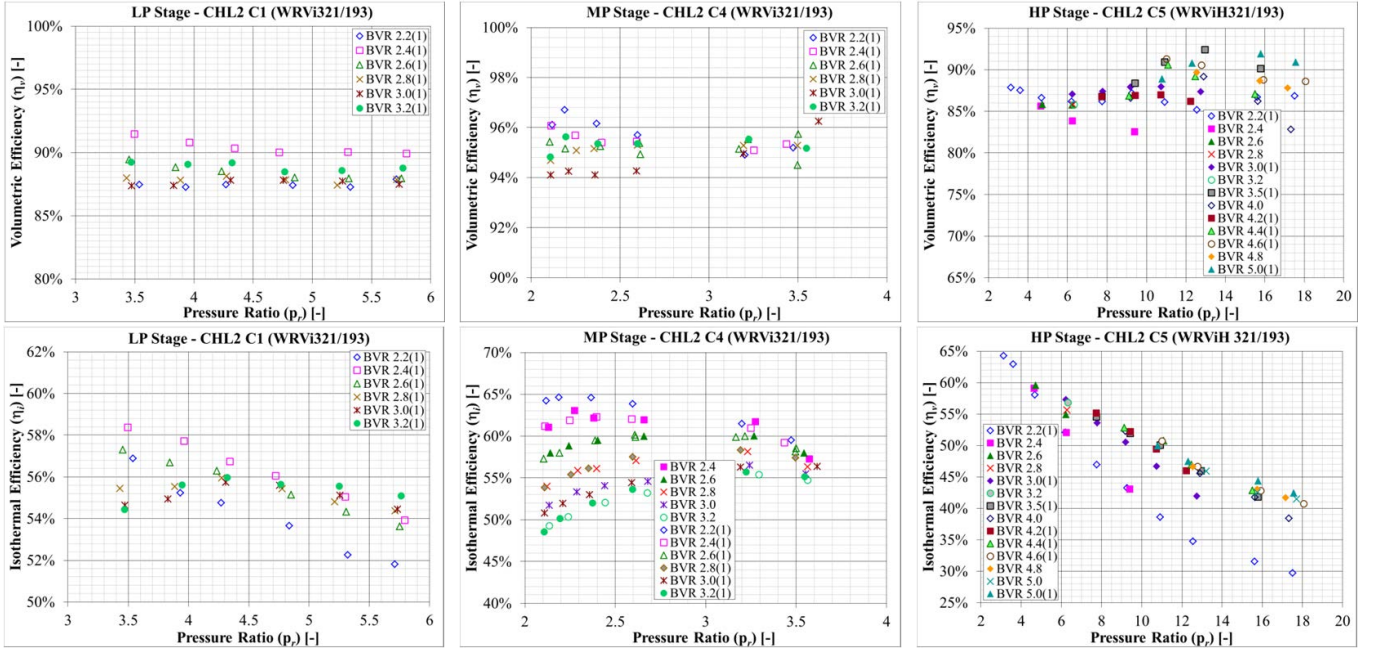 LP Stage - CHL2 C1 (WRVi321/193)
Volumetric Efficiency (ηv) [-]
95%
90%
85%
80%
100%
BVR 2.2(1)
BVR 2.4(1)
BVR 2.6(1)
BVR 2.8(1)
BVR 3.0(1)
BVR 3.2(1)
3 3.5 4 4.5 5 5.5 6
Pressure Ratio (pr) [-]
MP Stage - CHL2 C4 (WRVi321/193)
Volumetric Efficiency (ηv) [-]
100%
98%
96%
94%
92%
90%
BVR 2.2(1)
BVR 2.4(1)
BVR 2.6(1)
BVR 2.8(1)
BVR 3.0(1)
BVR 3.2(1)
2 2.5 3 3.5 4
Pressure Ratio (pr) [-]
HP Stage - CHL2 C5 (WRViH321/193)
Volumetric Efficiency (ηv) [-]
95%
90%
85%
80%
75%
70%
65%
BVR 2.2(1)
BVR 2.4
BVR 2.6
BVR 2.8
BVR 3.0(1)
BVR 3.2
BVR 3.5(1)
BVR 4.0
BVR 4.2(1)
BVR 4.4(1)
BVR 4.6(1)
BVR 4.8
BVR 5.0(1)
2 4 6 8 10 12 14 16 18 20
Pressure Ratio (pr) [-]
LP Stage - CHL2 C1 (WRVi321/193)
Isothermal Efficiency (ηi) [-]
62%
60%
58%
56%
54%
52%
50%
BVR 2.2(1)
BVR 2.4(1)
BVR 2.6(1)
BVR 2.8(1)
BVR 3.0(1)
BVR 3.2(1)
3 3.5 4 4.5 5 5.5 6
Pressure Ratio (pr) [-]
MP Stage - CHL2 C4 (WRVi321/193)
Isothermal Efficiency (ηi) [-]
70%
65%
60%
55%
50%
45%
40%
BVR 2.4
BVR 2.6
BVR 2.8
BVR 3.0
BVR 3.2
BVR 2.2(1)
BVR 2.4(1)
BVR 2.6(1)
BVR 2.8(1)
BVR 3.0(1)
BVR 3.2(1)
2 2.5 3 3.5 4
Pressure Ratio (pr) [-]
HP Stage - CHL2 C5 (WRViH 321/193)
Isothermal Efficiency (ηv) [-]
65%
60%
55%
50%
45%
40%
35%
30%
25%
BVR 2.2(1)
BVR 2.4
BVR 2.6
BVR 2.8
BVR 3.0(1)
BVR 3.2
BVR 3.5(1)
BVR 4.0
BVR 4.2(1)
BVR 4.4(1)
BVR 4.6(1)
BVR 4.8
BVR 5.0
BVR 5.0(1)
2 4 6 8 10 12 14 16 18 20
Pressure Ratio (pr) [-]